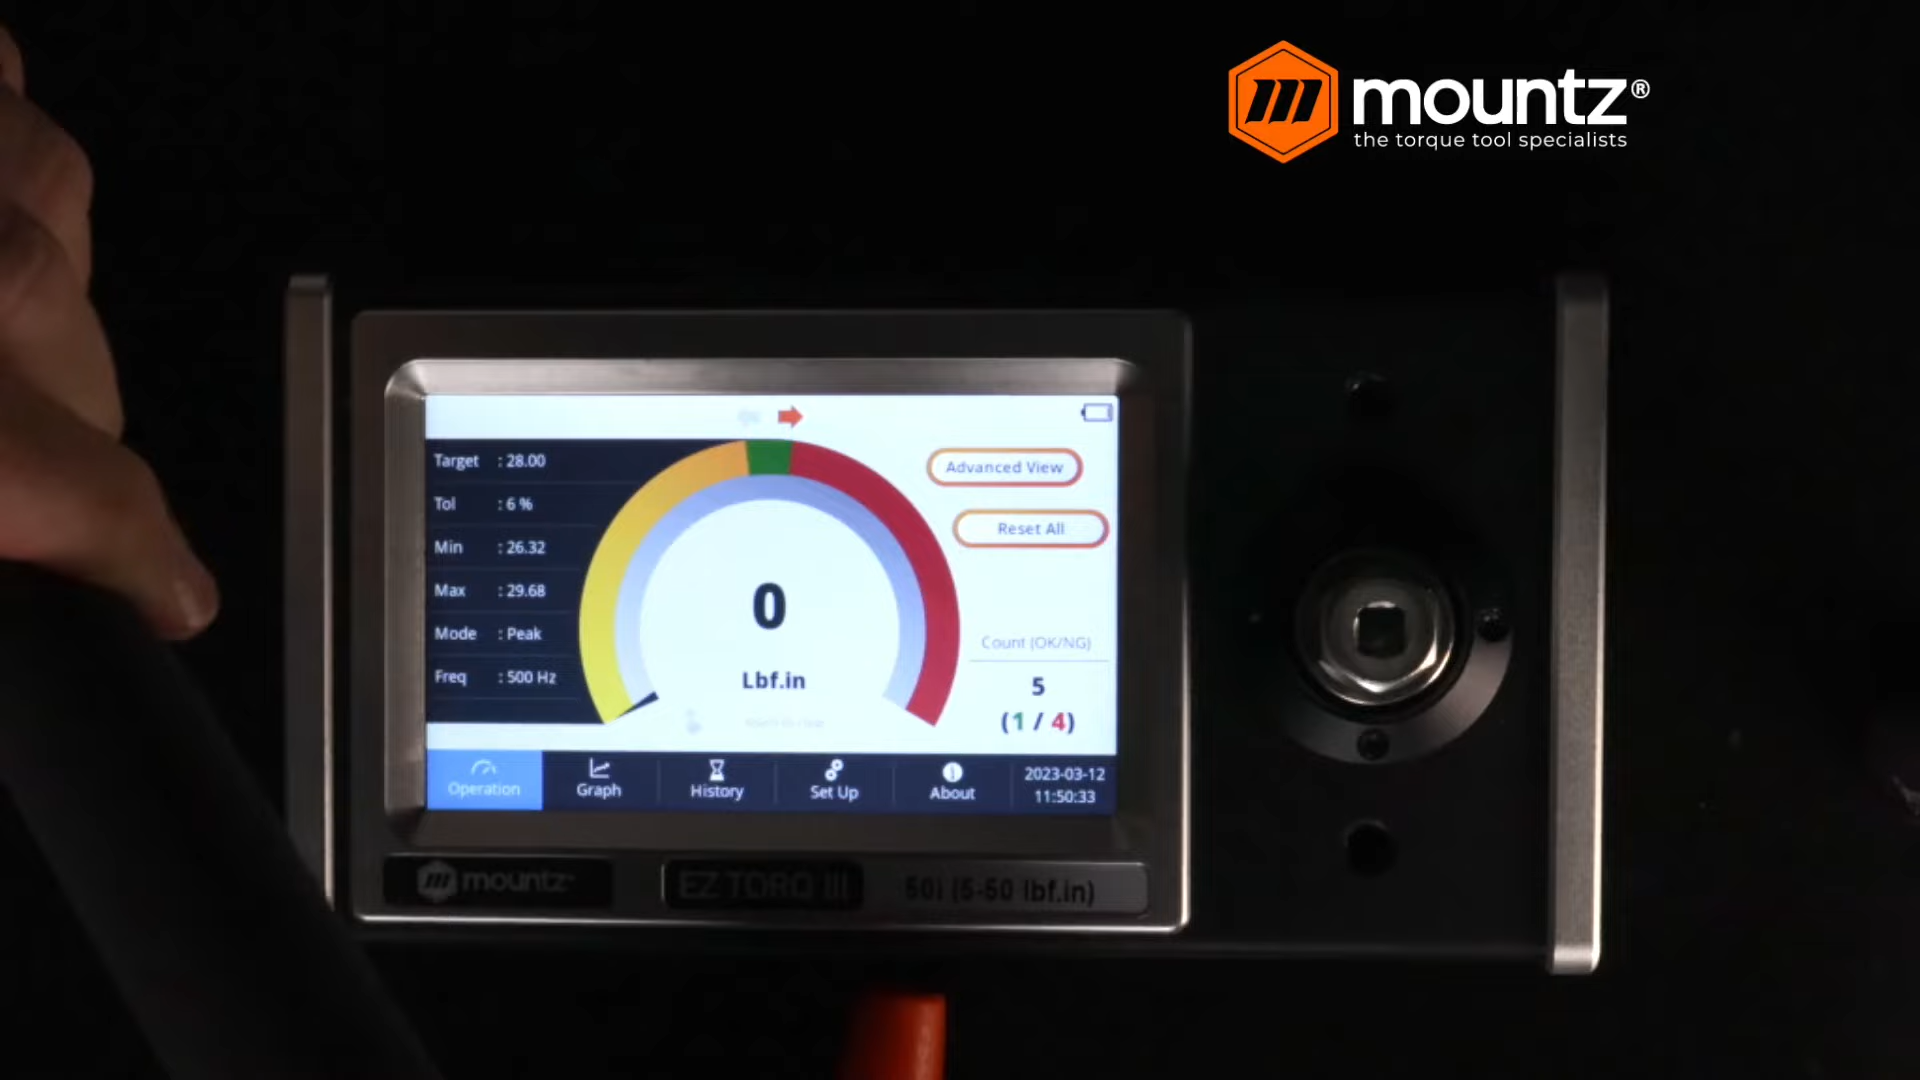 mountz®
the torque tool specialists
Advanced View
Target : 28.00
Tol : 6 %
Reset All
Min : 26.32
Max : 29.68
0
Mode : Peak
Count (OK/NG)
Freq : 500 Hz
Lbf.in
5
(1 / 4)
Operation
Graph
History
Set Up
About
2023-03-12
11:50:33
mountz
EZ TORQ III
50i (5-50 lbf.in)